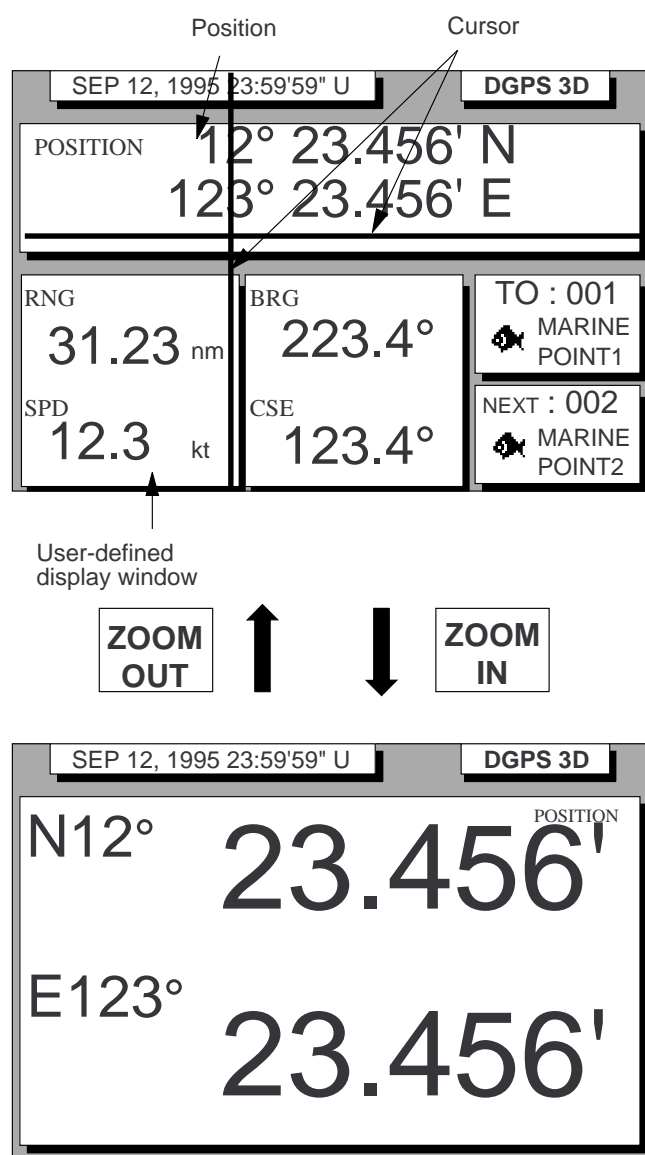 Position
Cursor
SEP 12, 1995 23:59'59" U
DGPS 3D
POSITION
12° 23.456' N
123° 23.456' E
RNG
31.23 nm
SPD
12.3 kt
BRG
223.4°
CSE
123.4°
TO : 001
MARINE
POINT1
NEXT : 002
MARINE
POINT2
User-defined
display window
ZOOM
OUT
ZOOM
IN
SEP 12, 1995 23:59'59" U
DGPS 3D
POSITION
N12° 23.456'
E123° 23.456'